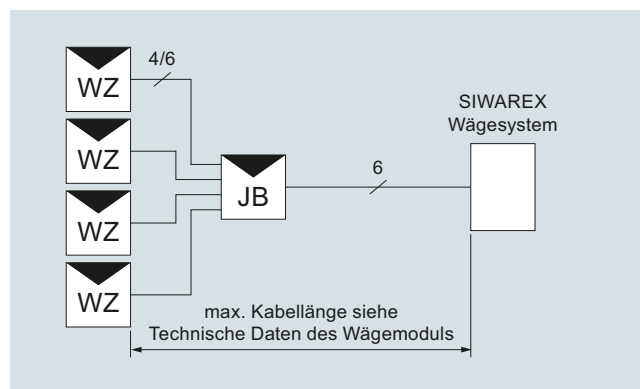 WZ
4/6
WZ
WZ
WZ
JB
6
SIWAREX
Wägesystem
max. Kabellänge siehe
Technische Daten des Wägemoduls